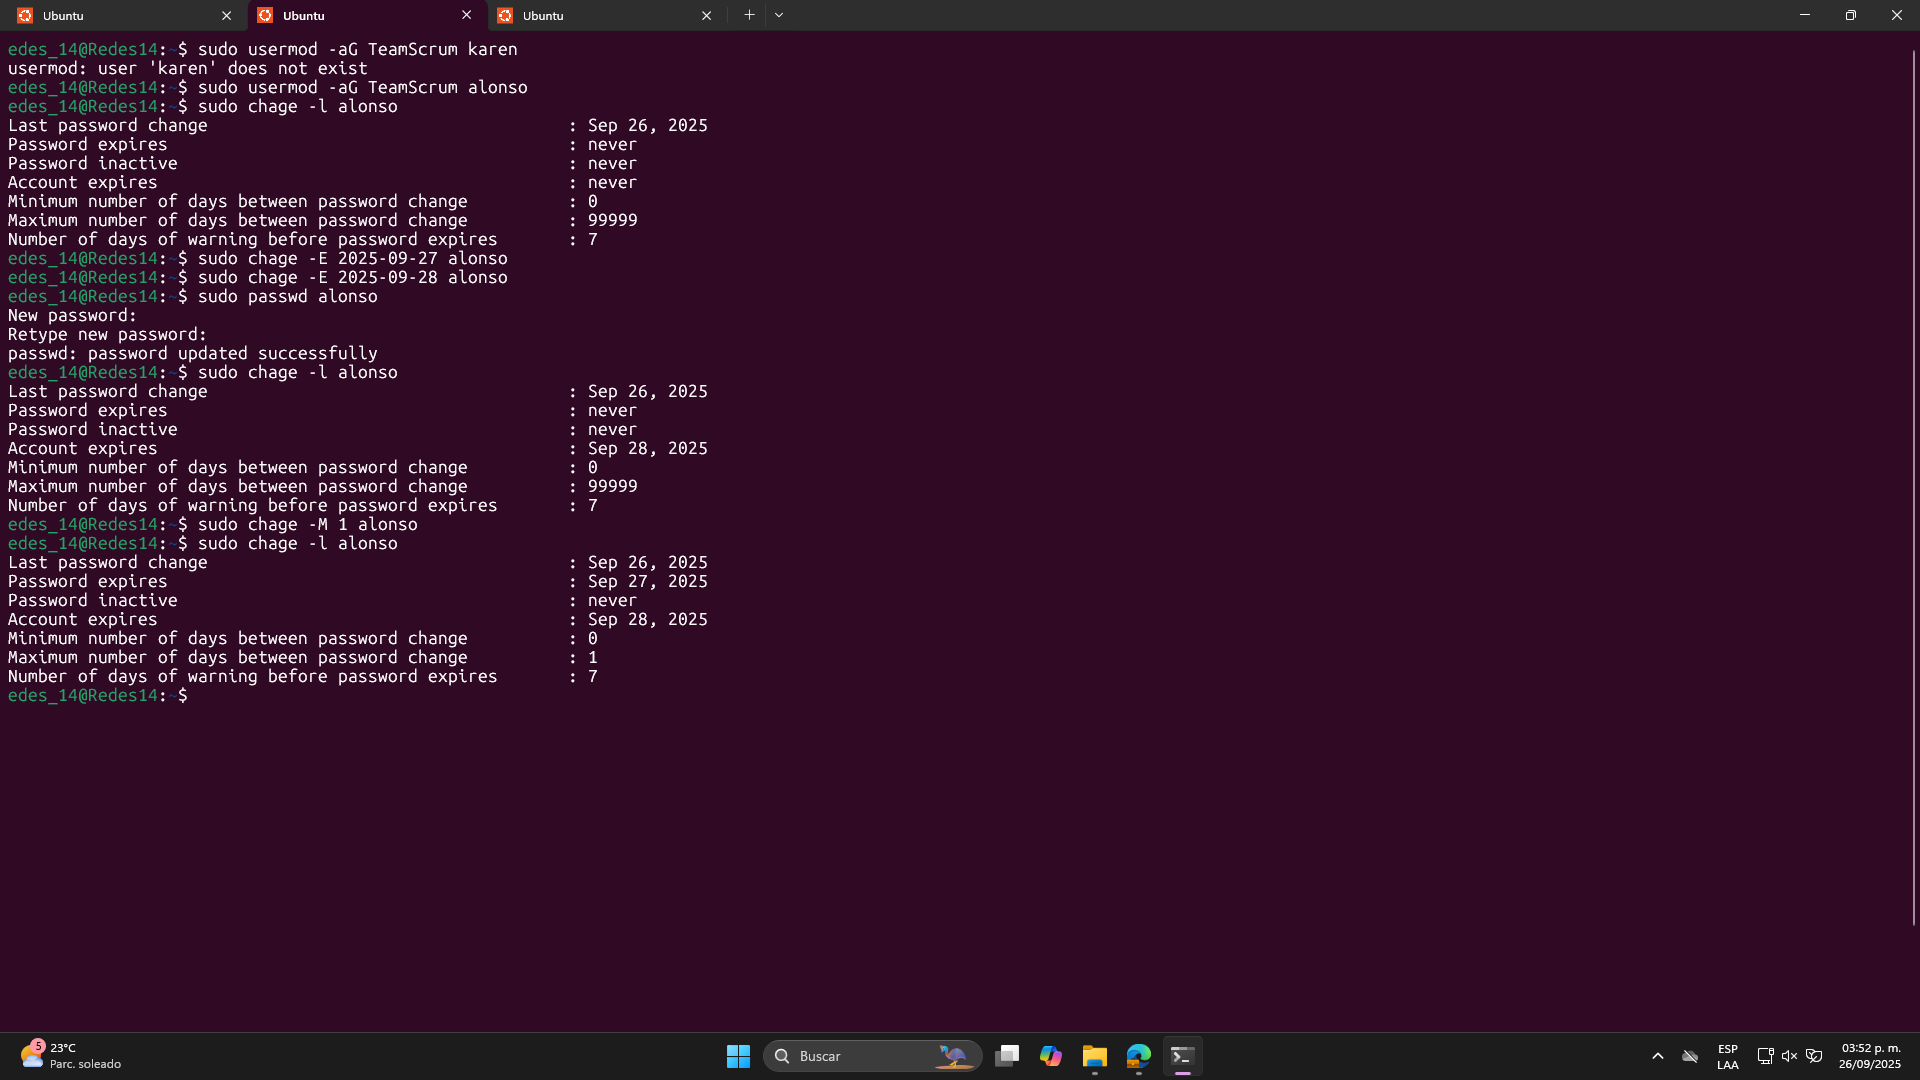 Ubuntu
Ubuntu
Ubuntu
edes_14@Redes14:~$ sudo usermod -aG TeamScrum karen
usermod: user 'karen' does not exist
edes_14@Redes14:~$ sudo usermod -aG TeamScrum alonso
edes_14@Redes14:~$ sudo chage -l alonso
Last password change : Sep 26, 2025
Password expires : never
Password inactive : never
Account expires : never
Minimum number of days between password change : 0
Maximum number of days between password change : 99999
Number of days of warning before password expires : 7
edes_14@Redes14:~$ sudo chage -E 2025-09-27 alonso
edes_14@Redes14:~$ sudo chage -E 2025-09-28 alonso
edes_14@Redes14:~$ sudo passwd alonso
New password:
Retype new password:
passwd: password updated successfully
edes_14@Redes14:~$ sudo chage -l alonso
Last password change : Sep 26, 2025
Password expires : never
Password inactive : never
Account expires : Sep 28, 2025
Minimum number of days between password change : 0
Maximum number of days between password change : 99999
Number of days of warning before password expires : 7
edes_14@Redes14:~$ sudo chage -M 1 alonso
edes_14@Redes14:~$ sudo chage -l alonso
Last password change : Sep 26, 2025
Password expires : Sep 27, 2025
Password inactive : never
Account expires : Sep 28, 2025
Minimum number of days between password change : 0
Maximum number of days between password change : 1
Number of days of warning before password expires : 7
edes_14@Redes14:~$
5
23°C
Parc. soleado
Buscar
ESP
LAA
03:52 p. m.
26/09/2025